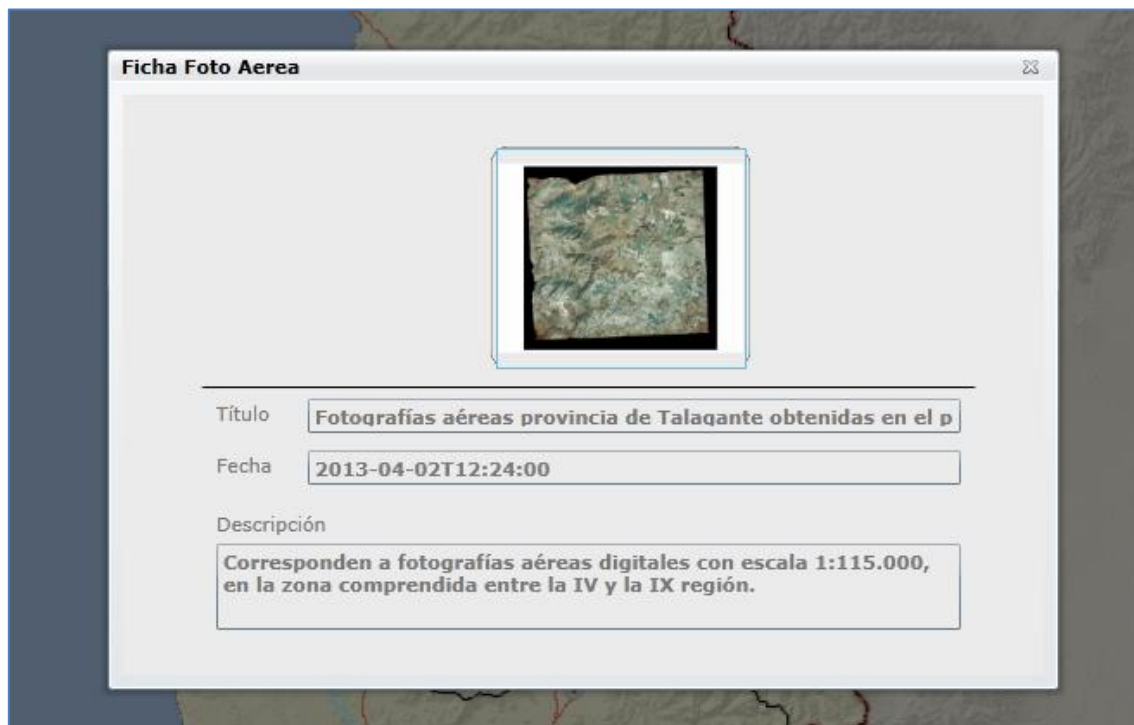 Ficha Foto Aerea
Título
Fotografías aéreas provincia de Talagante obtenidas en el p
Fecha
2013-04-02T12:24:00
Descripción
Corresponden a fotografías aéreas digitales con escala 1:115.000,
en la zona comprendida entre la IV y la IX región.